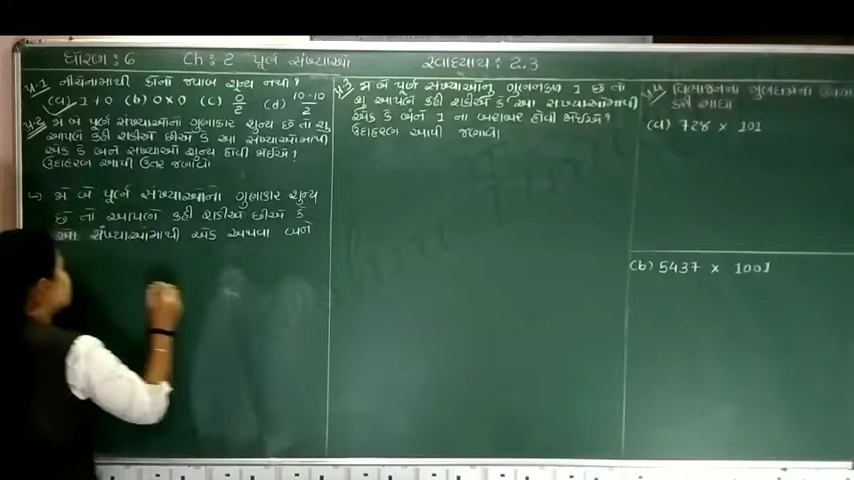 ધોરણ : 6 Ch : 2 પૂર્ણ સંખ્યાઓ સ્વાધ્યાય : 2.3
પ્ર-1 નીચેનામાંથી કોનો જવાબ શૂન્ય નથી?
(a) 1 + 0 (b) 0 x 0 (c) 0/2 (d) 10-10/2
પ્ર-2 જો બે પૂર્ણ સંખ્યાઓનો ગુણાકાર શૂન્ય છે તો શું
આપણે કહી શકીએ છીએ કે આ સંખ્યાઓમાંથી
એક કે બંને સંખ્યાઓ શૂન્ય હોવી જોઈએ?
ઉદાહરણ આપી ઉત્તર જણાવો
↳ જો બે પૂર્ણ સંખ્યાઓનો ગુણાકાર શૂન્ય
છે તો આપણે કહી શકીએ છીએ કે
આ સંખ્યાઓમાંથી એક અથવા બંને
પ્ર-3 જો બે પૂર્ણ સંખ્યાઓનું ગુણનફળ 1 છે તો
શું આપણે કહી શકીએ કે આ સંખ્યાઓમાંથી
એક કે બંને 1 ના બરાબર હોવી જોઈએ?
ઉદાહરણ આપી જણાવો
પ્ર-4 વિભાજનના ગુણધર્મનો
કરી શોધો
(a) 728 x 101
(b) 5437 x 1001